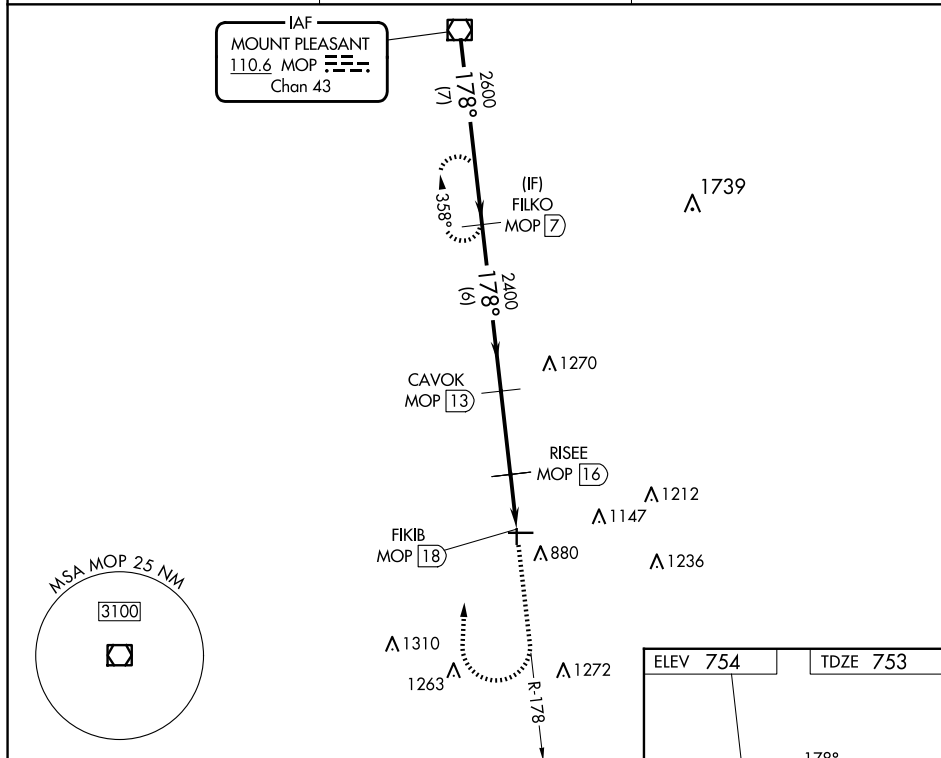 IAF
MOUNT PLEASANT
110.6 MOP
Chan 43
2600
178°
(7)
1739
358°
(IF)
FILKO
MOP 7
2400
178°
(6)
1270
CAVOK
MOP 13
RISEE
MOP 16
1212
1147
FIKIB
MOP 18
880
1236
MSA MOP 25 NM
3100
1310
1263
1272
R-178
ELEV 754
TDZE 753